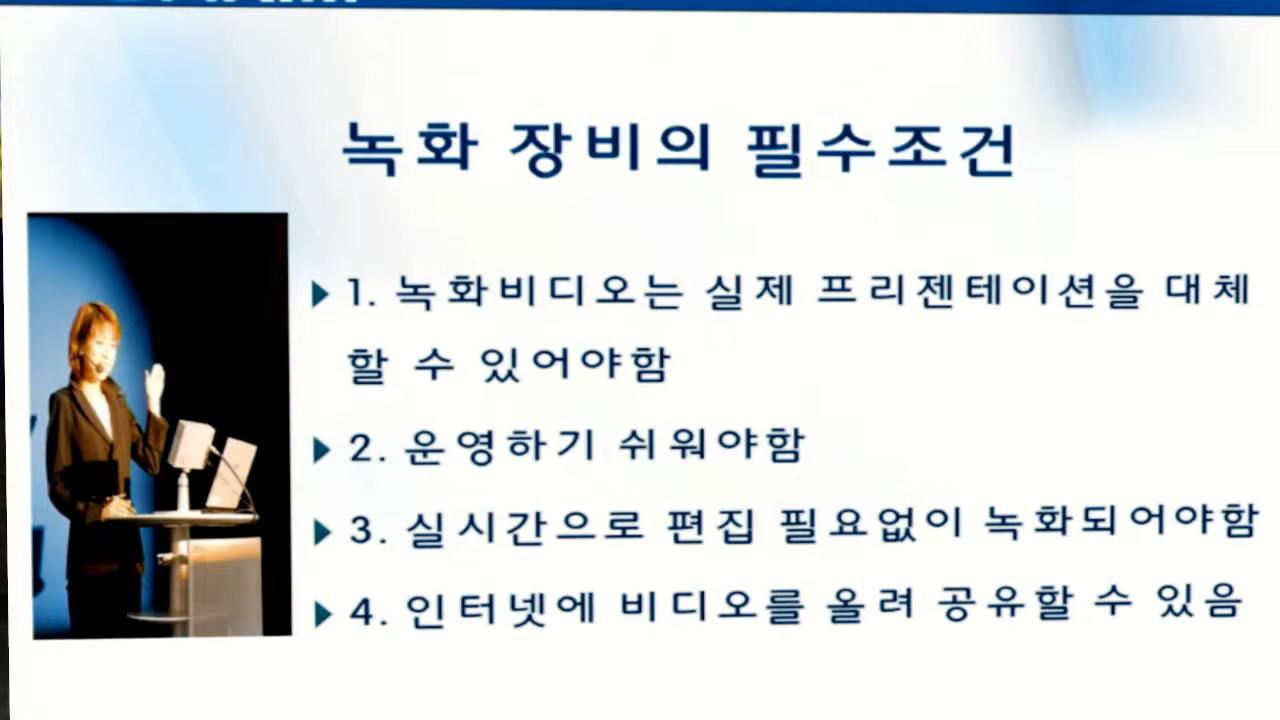 녹화 장비의 필수조건
1. 녹화비디오는 실제 프리젠테이션을 대체
할 수 있어야함
2. 운영하기 쉬워야함
3. 실시간으로 편집 필요없이 녹화되어야함
4. 인터넷에 비디오를 올려 공유할 수 있음